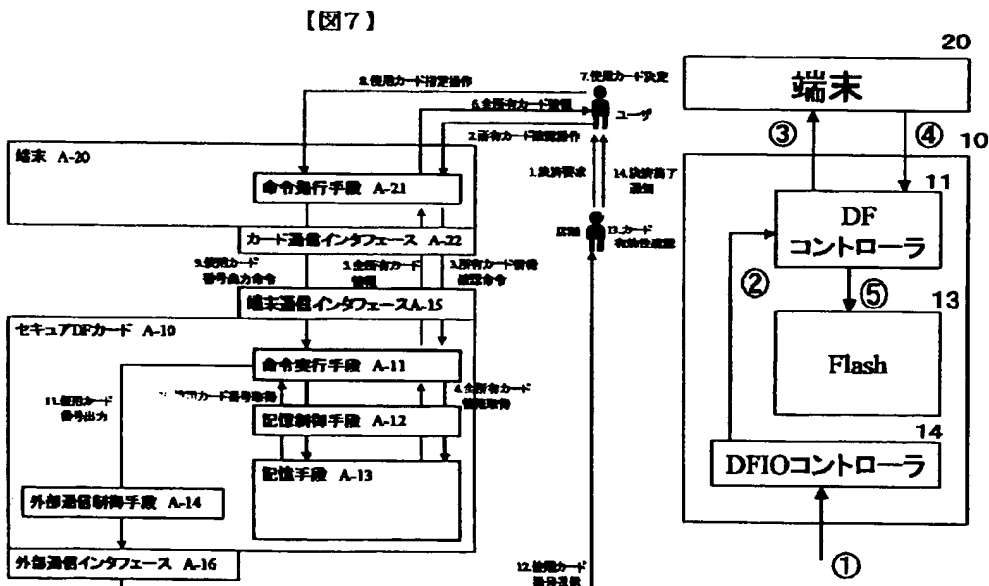 【図7】
8.使用カード指定操作
7.使用カード決定
6.全所有カード情報
ユーザ
2.所有カード確認操作
端末 A-20
命令発行手段 A-21
1.決済要求
14.決済完了
通知
カード通信インタフェース A-22
店舗
13.カード
有効性確認
9.使用カード
番号出力命令
5.全所有カード
情報
3.所有カード情報
確認命令
端末通信インタフェースA-15
セキュアDFカード A-10
命令実行手段 A-11
11.使用カード
番号出力
カード番号取得
4.全所有カード
情報取得
記憶制御手段 A-12
記憶手段 A-13
外部通信制御手段 A-14
外部通信インタフェース A-16
12.使用カード
番号送信
20
端末
③
④
10
11
DF
コントローラ
②
⑤
13
Flash
14
DFIOコントローラ
①